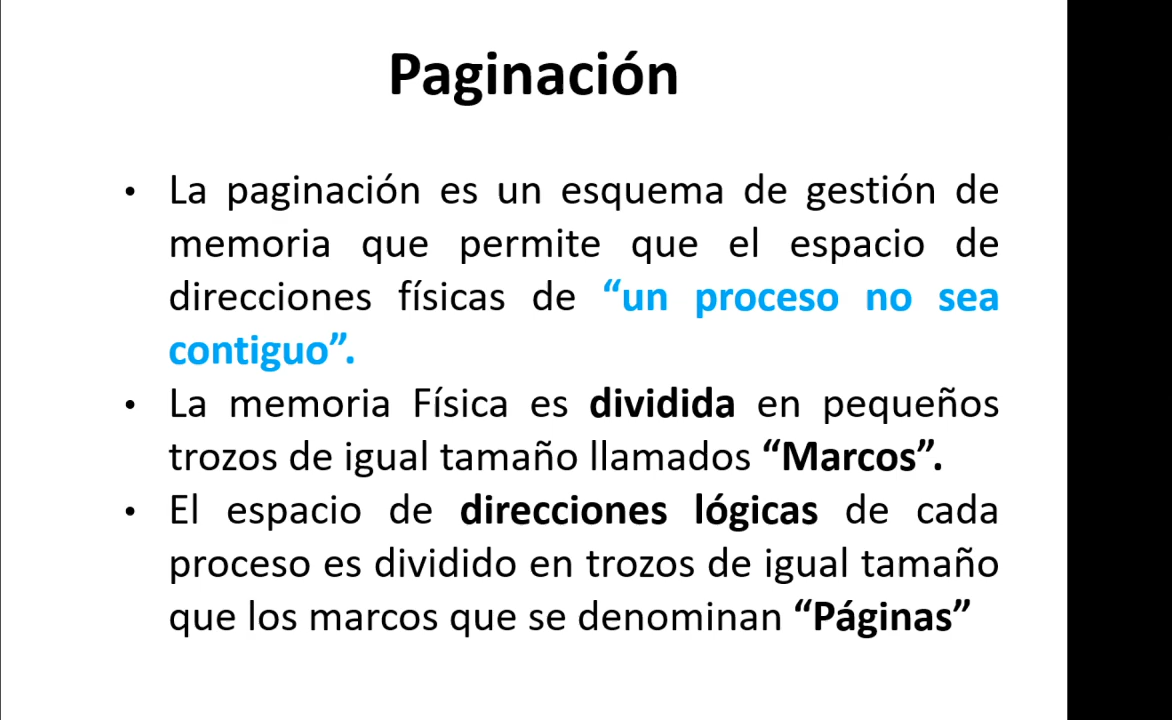 Paginación
• La paginación es un esquema de gestión de
memoria que permite que el espacio de
direcciones físicas de “un proceso no sea
contiguo”.
• La memoria Física es dividida en pequeños
trozos de igual tamaño llamados “Marcos”.
• El espacio de direcciones lógicas de cada
proceso es dividido en trozos de igual tamaño
que los marcos que se denominan “Páginas”